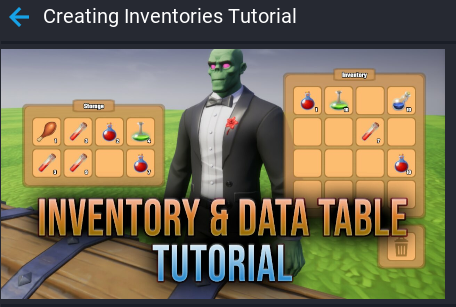 Creating Inventories Tutorial
Inventory
Storage
INVENTORY & DATA TABLE
TUTORIAL